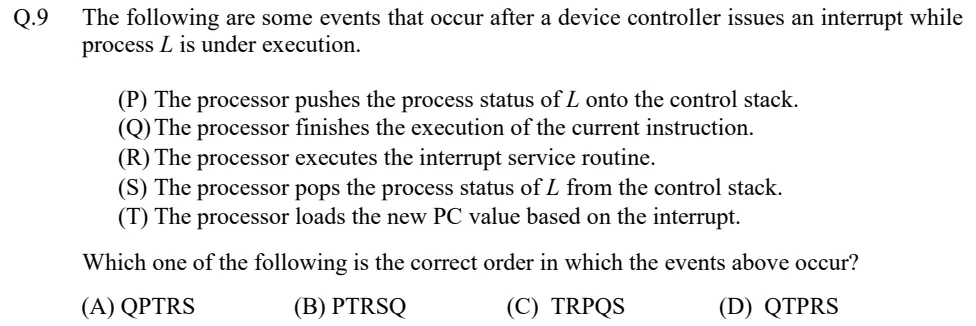 Q.9 The following are some events that occur after a device controller issues an interrupt while
process L is under execution.
(P) The processor pushes the process status of L onto the control stack.
(Q) The processor finishes the execution of the current instruction.
(R) The processor executes the interrupt service routine.
(S) The processor pops the process status of L from the control stack.
(T) The processor loads the new PC value based on the interrupt.
Which one of the following is the correct order in which the events above occur?
(A) QPTRS (B) PTRSQ (C) TRPQS (D) QTPRS